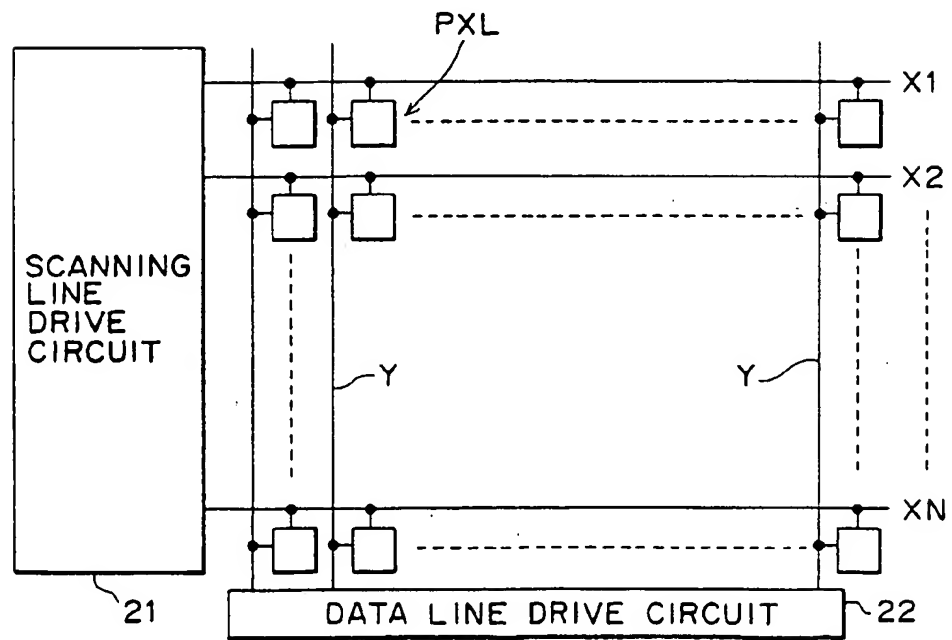 PXL
X1
X2
SCANNING
LINE
DRIVE
CIRCUIT
Y
Y
XN
21
DATA LINE DRIVE CIRCUIT
22